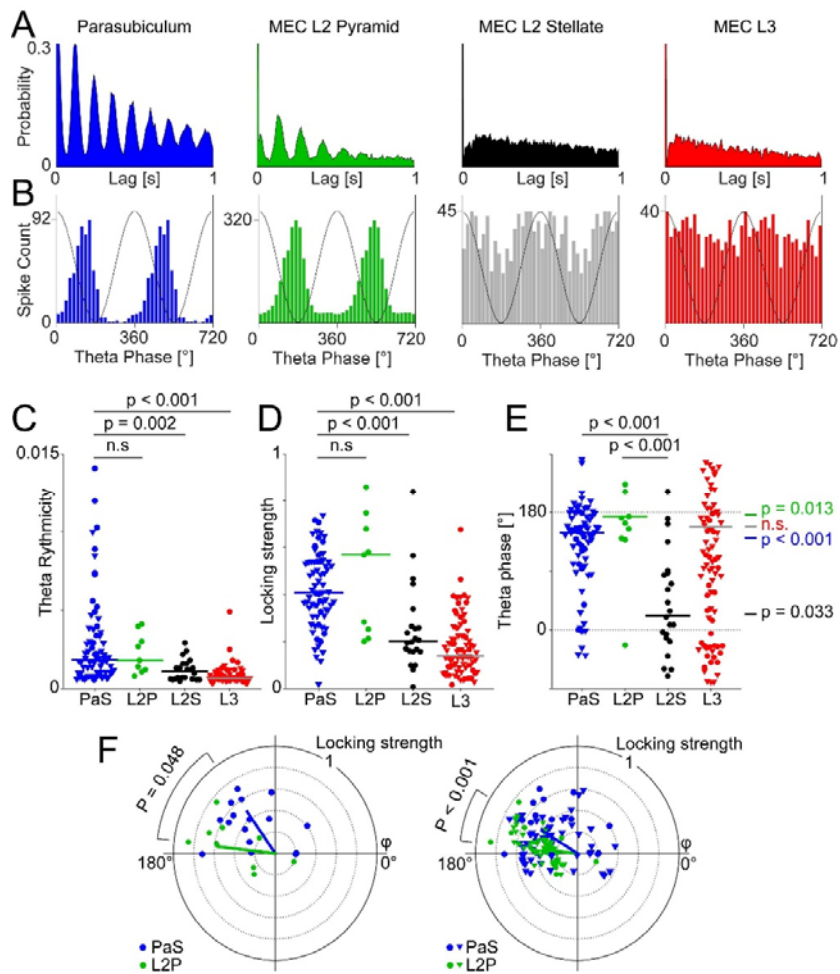 A
Parasubiculum MEC L2 Pyramid MEC L2 Stellate MEC L3
0.3
Probability
0
0 Lag [s] 1 0 Lag [s] 1 0 Lag [s] 1 0 Lag [s] 1
B
92 320 45 40
Spike Count
0 0
0 360 720 0 360 720 0 360 720 0 360 720
Theta Phase [°] Theta Phase [°] Theta Phase [°] Theta Phase [°]
C
p < 0.001
p = 0.002
n.s
0.015
Theta Rythmicity
0
PaS L2P L2S L3
D
p < 0.001
p < 0.001
n.s
1
Locking strength
0
PaS L2P L2S L3
E
p < 0.001
p < 0.001
180
Theta phase [°]
0
PaS L2P L2S L3
p = 0.013
n.s.
p < 0.001
p = 0.033
F
Locking strength
1
P = 0.048
180°
φ
0°
PaS
L2P
Locking strength
1
P < 0.001
180°
φ
0°
PaS
L2P